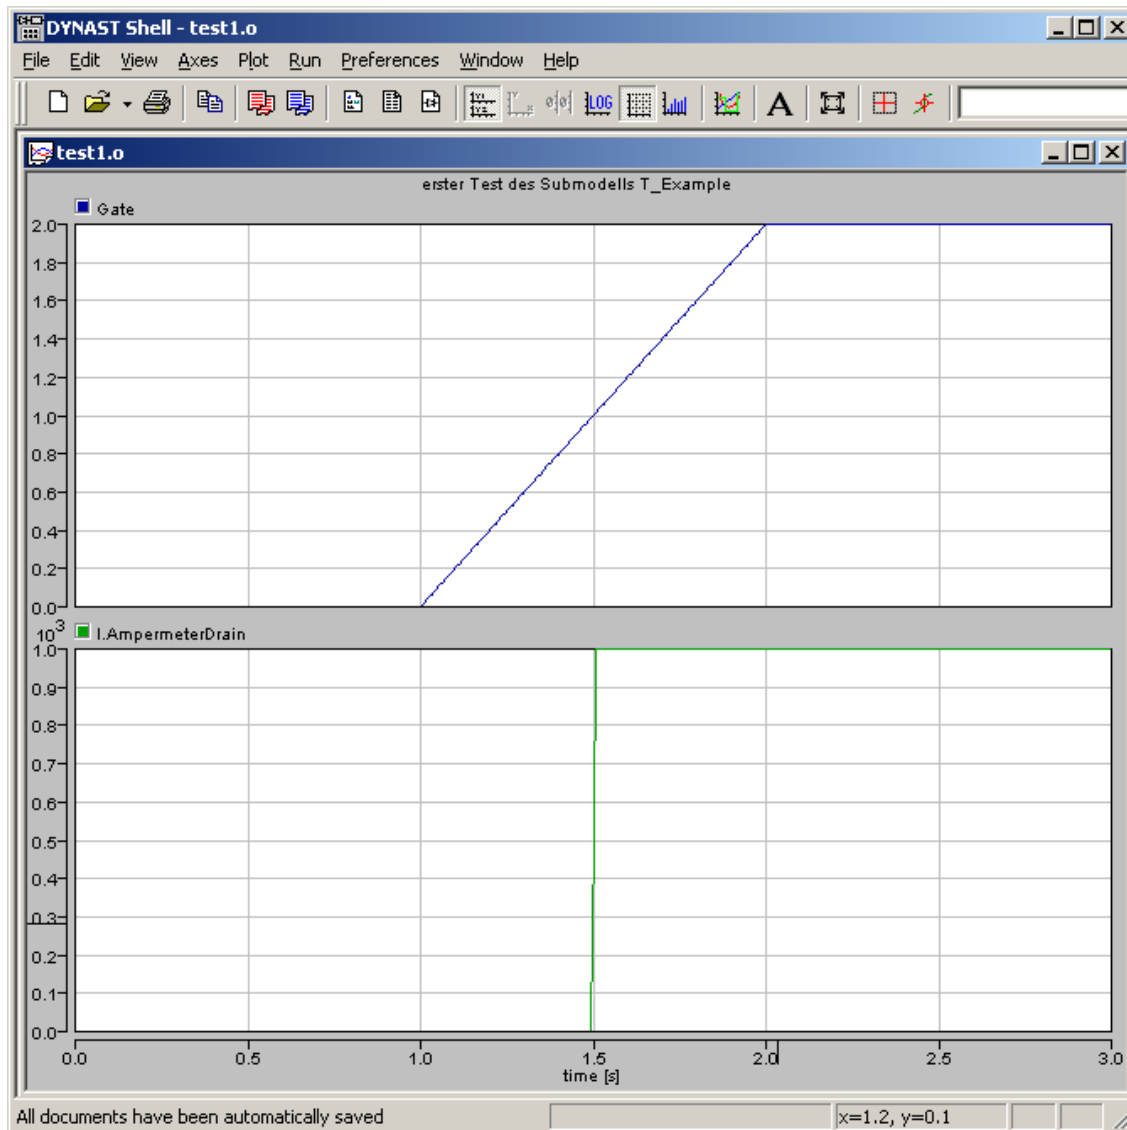 DYNAST Shell - test1.o
File Edit View Axes Plot Run Preferences Window Help
LOG A
test1.o
erster Test des Submodells T_Example
Gate
2.0
1.8
1.6
1.4
1.2
1.0
0.8
0.6
0.4
0.2
0.0
10³ I.AmpermeterDrain
1.0
0.9
0.8
0.7
0.6
0.5
0.4
0.3
0.2
0.1
0.0
0.0 0.5 1.0 1.5 2.0 2.5 3.0
time [s]
All documents have been automatically saved x=1.2, y=0.1